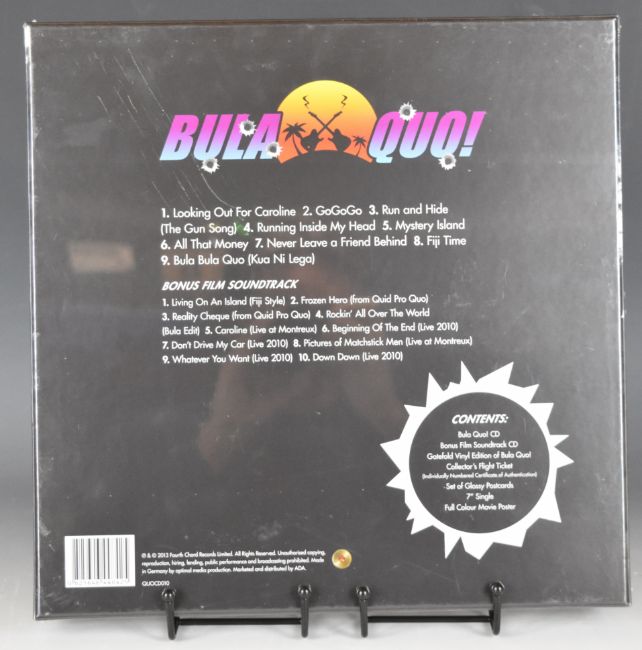 BULA QUO!
1. Looking Out For Caroline 2. GoGoGo 3. Run and Hide
(The Gun Song) 4. Running Inside My Head 5. Mystery Island
6. All That Money 7. Never Leave a Friend Behind 8. Fiji Time
9. Bula Bula Quo (Kua Ni Lega)
BONUS FILM SOUNDTRACK
1. Living On An Island (Fiji Style) 2. Frozen Hero (from Quid Pro Quo)
3. Reality Cheque (from Quid Pro Quo) 4. Rockin' All Over The World
(Bula Edit) 5. Caroline (Live at Montreux) 6. Beginning Of The End (Live 2010)
7. Don't Drive My Car (Live 2010) 8. Pictures of Matchstick Men (Live at Montreux)
9. Whatever You Want (Live 2010) 10. Down Down (Live 2010)
CONTENTS:
Bula Quo! CD
Bonus Film Soundtrack CD
Gatefold Vinyl Edition of Bula Quo!
Collector's Flight Ticket
(Individually Numbered Certificate of Authentication)
Set of Glossy Postcards
7" Single
Full Colour Movie Poster
℗ & © 2013 Fourth Chord Records Limited. All Rights Reserved. Unauthorised copying,
reproduction, hiring, lending, public performance and broadcasting prohibited. Made
in Germany by optimal media production. Marketed and distributed by ADA.
QUOCD010